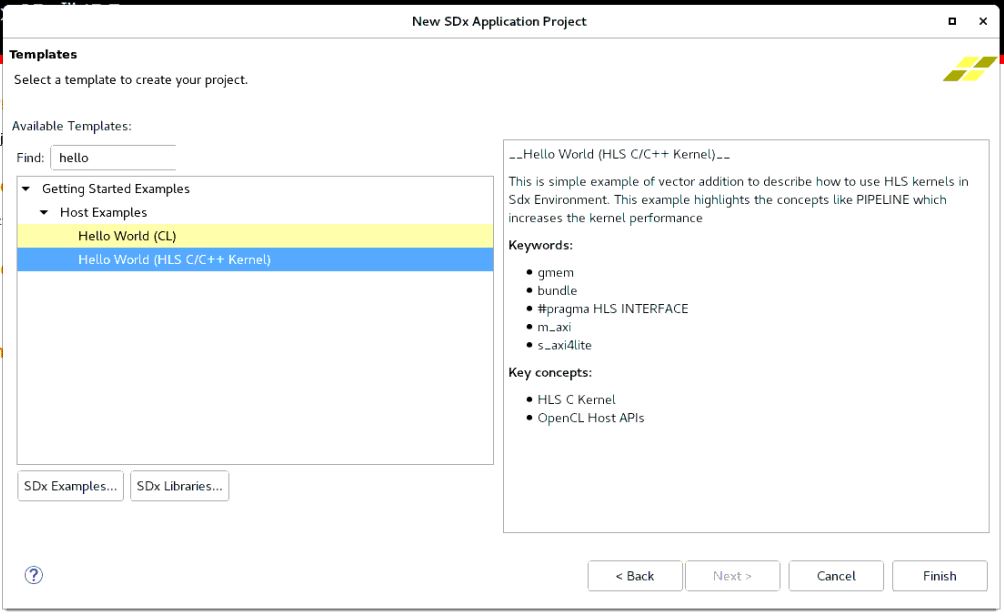 New SDx Application Project
Templates
Select a template to create your project.
Available Templates:
Find: hello
Getting Started Examples
Host Examples
Hello World (CL)
Hello World (HLS C/C++ Kernel)
SDx Examples...
SDx Libraries...
__Hello World (HLS C/C++ Kernel)__
This is simple example of vector addition to describe how to use HLS kernels in
Sdx Environment. This example highlights the concepts like PIPELINE which
increases the kernel performance
Keywords:
gmem
bundle
#pragma HLS INTERFACE
m_axi
s_axi4lite
Key concepts:
HLS C Kernel
OpenCL Host APIs
?
< Back
Next >
Cancel
Finish